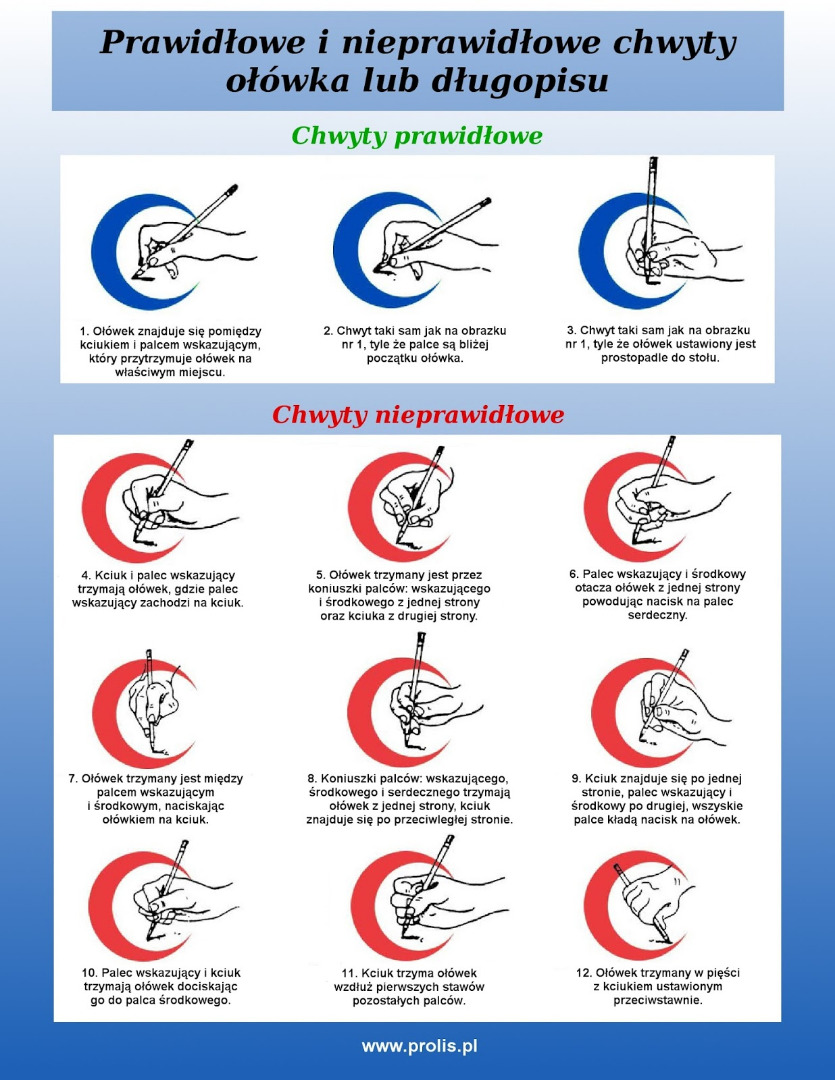 Prawidłowe i nieprawidłowe chwyty
ołówka lub długopisu
Chwyty prawidłowe
1. Ołówek znajduje się pomiędzy
kciukiem i palcem wskazującym,
który przytrzymuje ołówek na
właściwym miejscu.
2. Chwyt taki sam jak na obrazku
nr 1, tyle że palce są bliżej
początku ołówka.
3. Chwyt taki sam jak na obrazku
nr 1, tyle że ołówek ustawiony jest
prostopadle do stołu.
Chwyty nieprawidłowe
4. Kciuk i palec wskazujący
trzymają ołówek, gdzie palec
wskazujący zachodzi na kciuk.
5. Ołówek trzymany jest przez
koniuszki palców: wskazującego
i środkowego z jednej strony
oraz kciuka z drugiej strony.
6. Palec wskazujący i środkowy
otacza ołówek z jednej strony
powodując nacisk na palec
serdeczny.
7. Ołówek trzymany jest między
palcem wskazującym
i środkowym, naciskając
ołówkiem na kciuk.
8. Koniuszki palców: wskazującego,
środkowego i serdecznego trzymają
ołówek z jednej strony, kciuk
znajduje się po przeciwległej stronie.
9. Kciuk znajduje się po jednej
stronie, palec wskazujący i
środkowy po drugiej, wszyskie
palce kładą nacisk na ołówek.
10. Palec wskazujący i kciuk
trzymają ołówek dociskając
go do palca środkowego.
11. Kciuk trzyma ołówek
wzdłuż pierwszych stawów
pozostałych palców.
12. Ołówek trzymany w pięści
z kciukiem ustawionym
przeciwstawnie.
www.prolis.pl